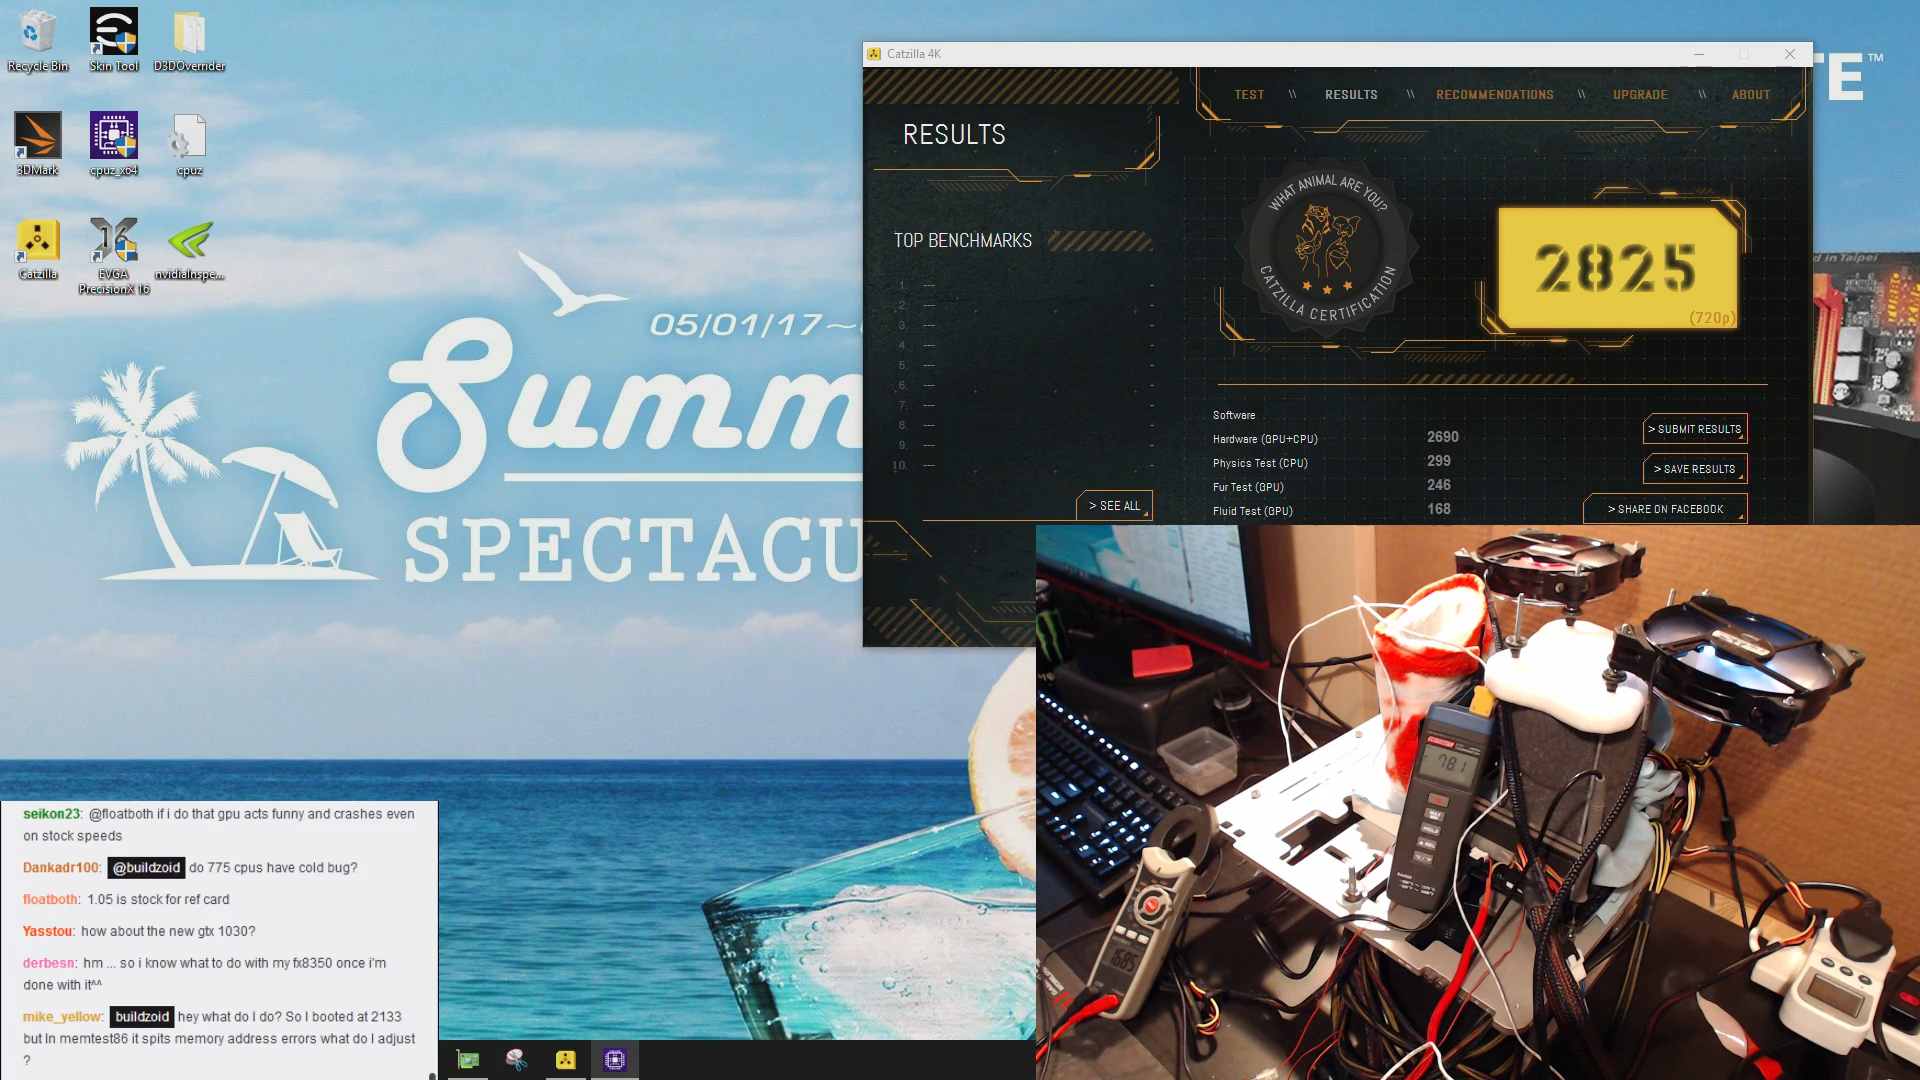 Recycle Bin
Skin Tool
D3DOverrider
3DMark
cpuz_x64
cpuz
Catzilla
EVGA
PrecisionX 16
nvidiaInspe...
05/01/17~
Summ
SPECTACU
Catzilla 4K
TEST \\ RESULTS \\ RECOMMENDATIONS \\ UPGRADE \\ ABOUT
RESULTS
TOP BENCHMARKS
1. --- -
2. --- -
3. --- -
4. --- -
5. --- -
6. --- -
7. --- -
8. --- -
9. --- -
10. --- -
> SEE ALL
WHAT ANIMAL ARE YOU?
CATZILLA CERTIFICATION
2825
(720p)
Software
Hardware (GPU+CPU) 2690
Physics Test (CPU) 299
Fur Test (GPU) 246
Fluid Test (GPU) 168
> SUBMIT RESULTS
> SAVE RESULTS
> SHARE ON FACEBOOK
TE™
d in Taipei
seikon23: @floatboth if i do that gpu acts funny and crashes even
on stock speeds
Dankadr100: @buildzoid do 775 cpus have cold bug?
floatboth: 1.05 is stock for ref card
Yasstou: how about the new gtx 1030?
derbesn: hm ... so i know what to do with my fx8350 once i'm
done with it^^
mike_yellow: buildzoid hey what do I do? So I booted at 2133
but In memtest86 it spits memory address errors what do I adjust
?
HOLD